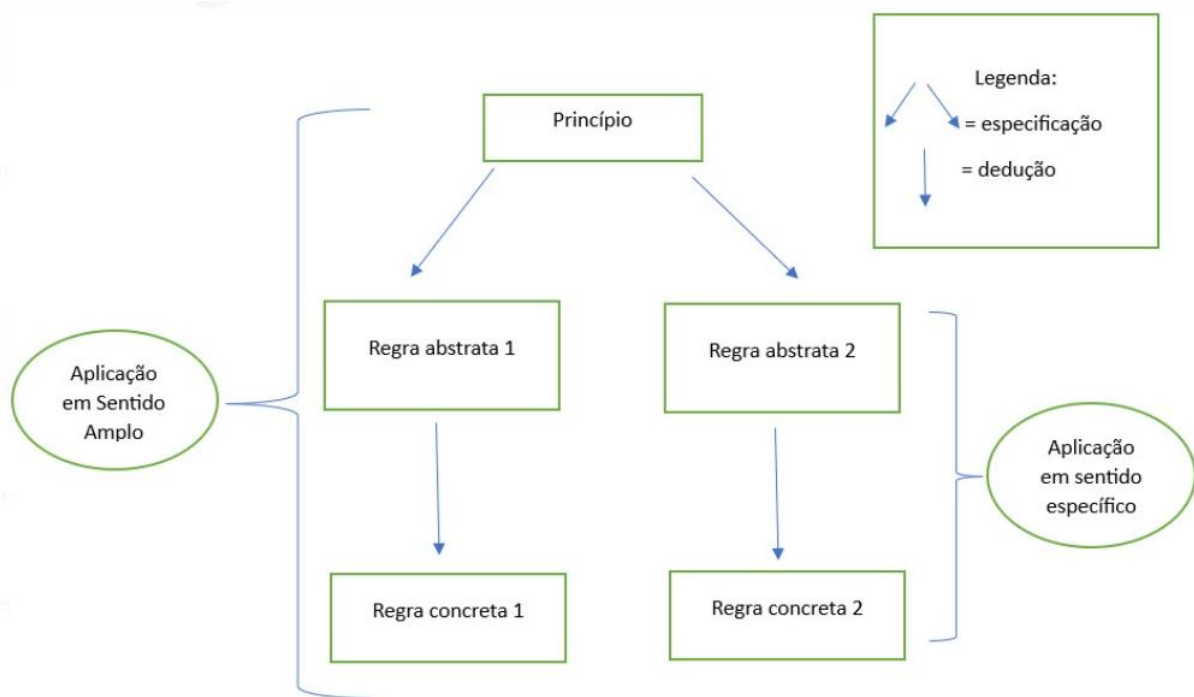 Legenda:
= especificação
= dedução
Princípio
Regra abstrata 1
Regra abstrata 2
Aplicação
em Sentido
Amplo
Aplicação
em sentido
específico
Regra concreta 1
Regra concreta 2